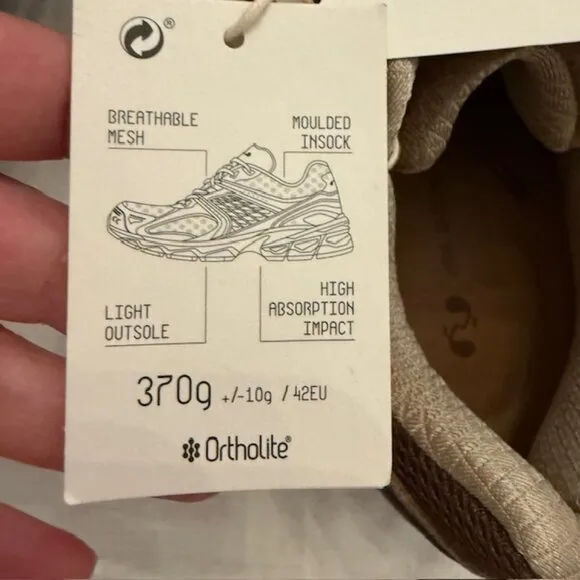 ®
BREATHABLE
MESH
MOULDED
INSOCK
LIGHT
OUTSOLE
HIGH
ABSORPTION
IMPACT
370g +/-10g / 42EU
Ortholite®